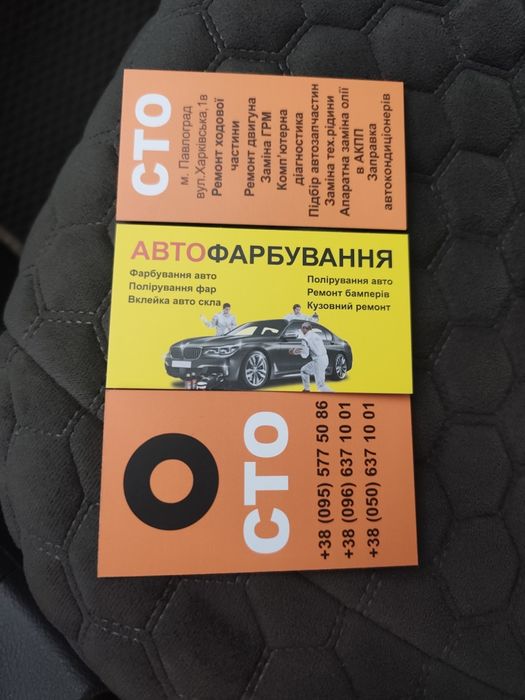 СТО
м. Павлоград
вул.Харківська,1в
Ремонт ходової
частини
Ремонт двигуна
Заміна ГРМ
Комп'ютерна
діагностика
Підбір автозапчастин
Заміна тех.рідини
Апаратна заміна олії
в АКПП
Заправка
автокондиціонерів
АВТОФАРБУВАННЯ
Фарбування авто
Полірування фар
Вклейка авто скла
Полірування авто
Ремонт бамперів
Кузовний ремонт
СТО
+38 (095) 577 50 86
+38 (096) 637 10 01
+38 (050) 637 10 01